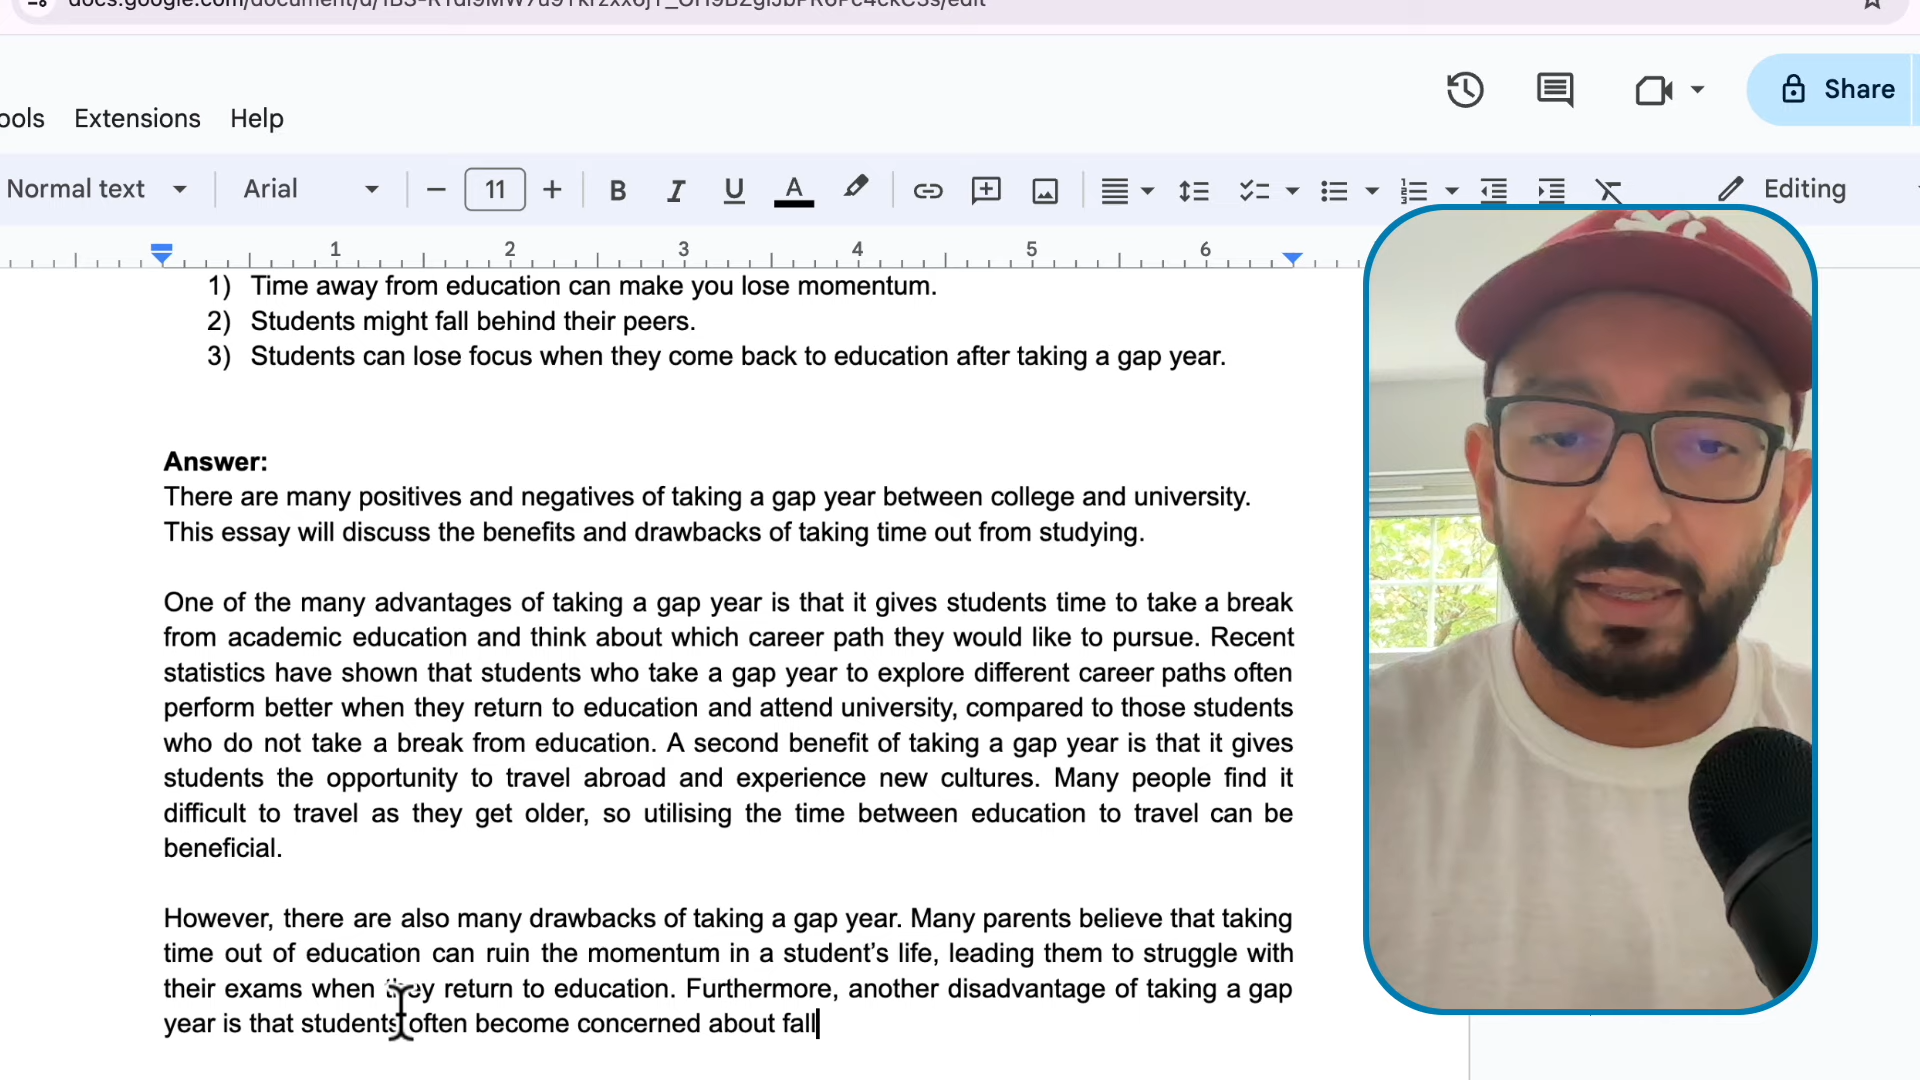 Extensions Help
Share
Normal text Arial 11 B I U A Editing
1 2 3 4 5 6
1) Time away from education can make you lose momentum.
2) Students might fall behind their peers.
3) Students can lose focus when they come back to education after taking a gap year.
Answer:
There are many positives and negatives of taking a gap year between college and university.
This essay will discuss the benefits and drawbacks of taking time out from studying.
One of the many advantages of taking a gap year is that it gives students time to take a break
from academic education and think about which career path they would like to pursue. Recent
statistics have shown that students who take a gap year to explore different career paths often
perform better when they return to education and attend university, compared to those students
who do not take a break from education. A second benefit of taking a gap year is that it gives
students the opportunity to travel abroad and experience new cultures. Many people find it
difficult to travel as they get older, so utilising the time between education to travel can be
beneficial.
However, there are also many drawbacks of taking a gap year. Many parents believe that taking
time out of education can ruin the momentum in a student’s life, leading them to struggle with
their exams when they return to education. Furthermore, another disadvantage of taking a gap
year is that students often become concerned about fall